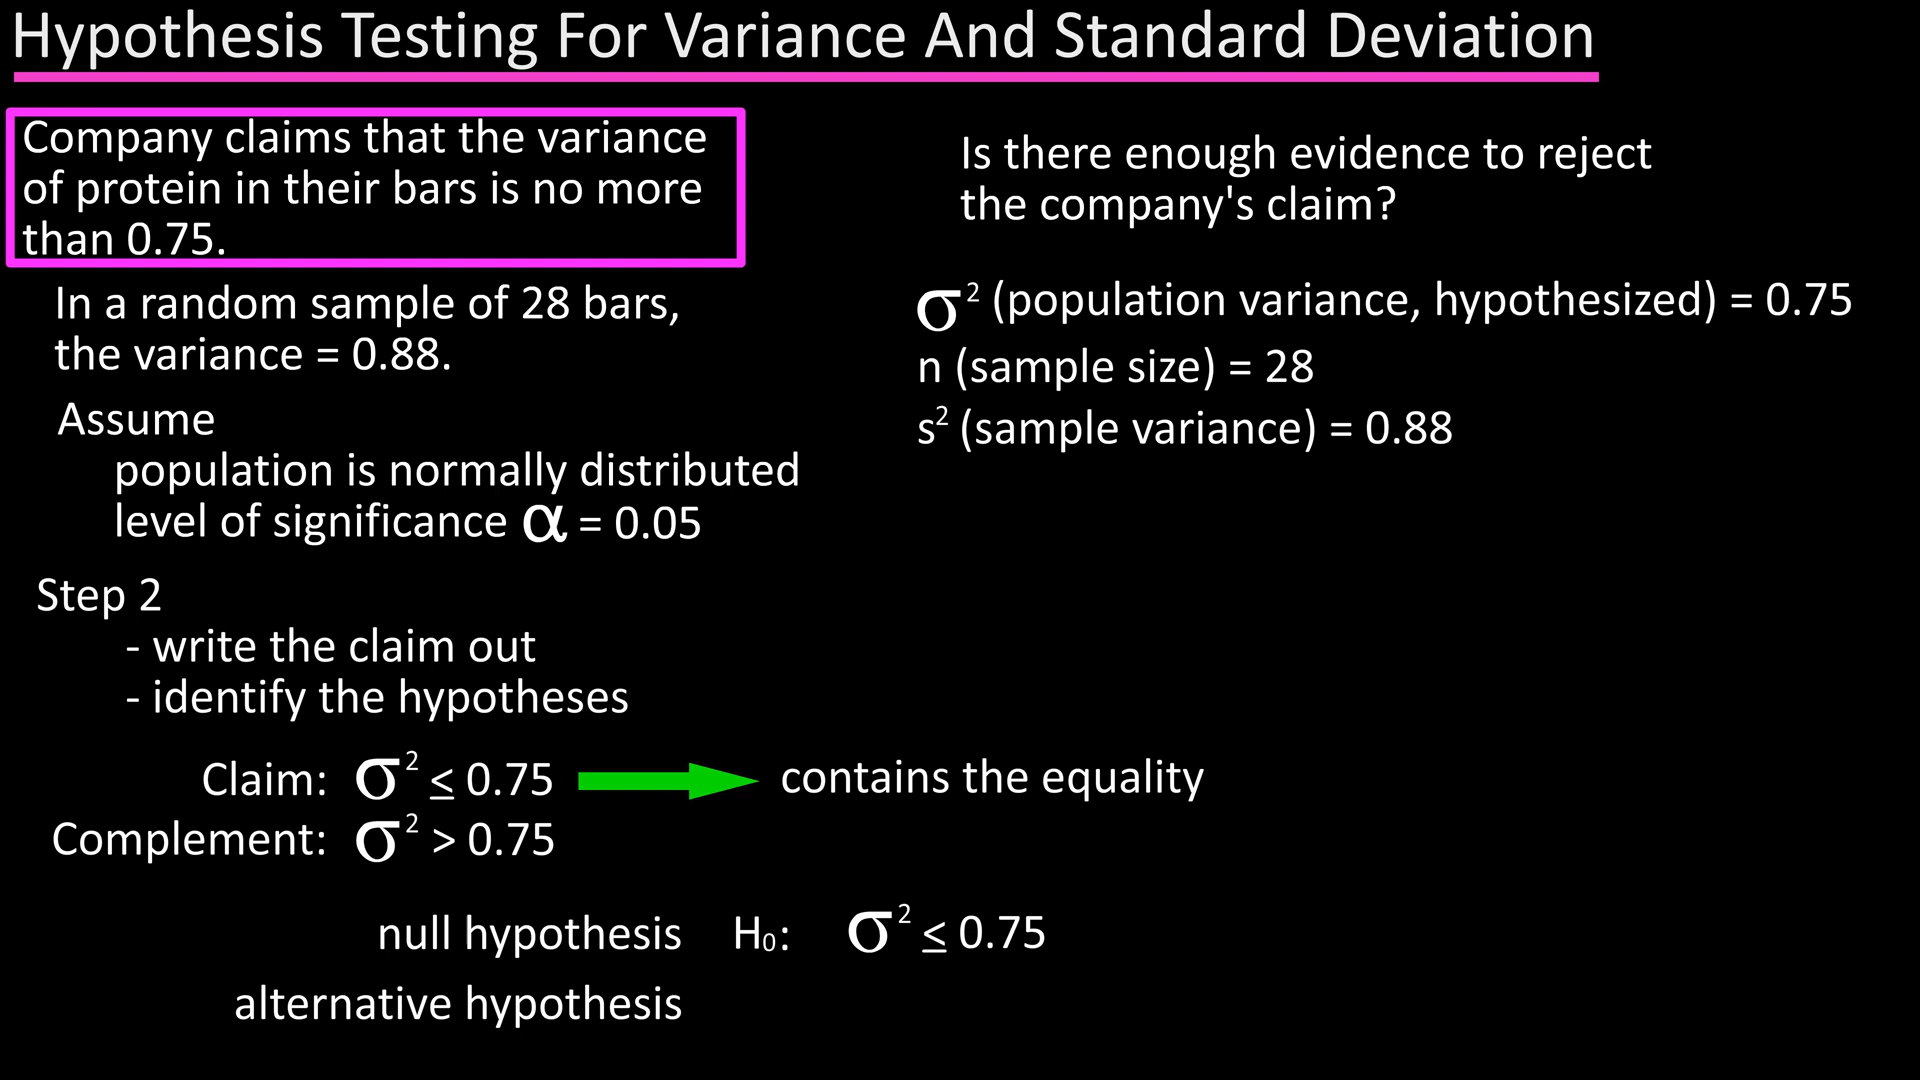 Hypothesis Testing For Variance And Standard Deviation
Company claims that the variance
of protein in their bars is no more
than 0.75.
In a random sample of 28 bars,
the variance = 0.88.
Assume
population is normally distributed
level of significance α = 0.05
Is there enough evidence to reject
the company's claim?
σ² (population variance, hypothesized) = 0.75
n (sample size) = 28
s² (sample variance) = 0.88
Step 2
- write the claim out
- identify the hypotheses
Claim: σ² ≤ 0.75 contains the equality
Complement: σ² > 0.75
null hypothesis H₀: σ² ≤ 0.75
alternative hypothesis